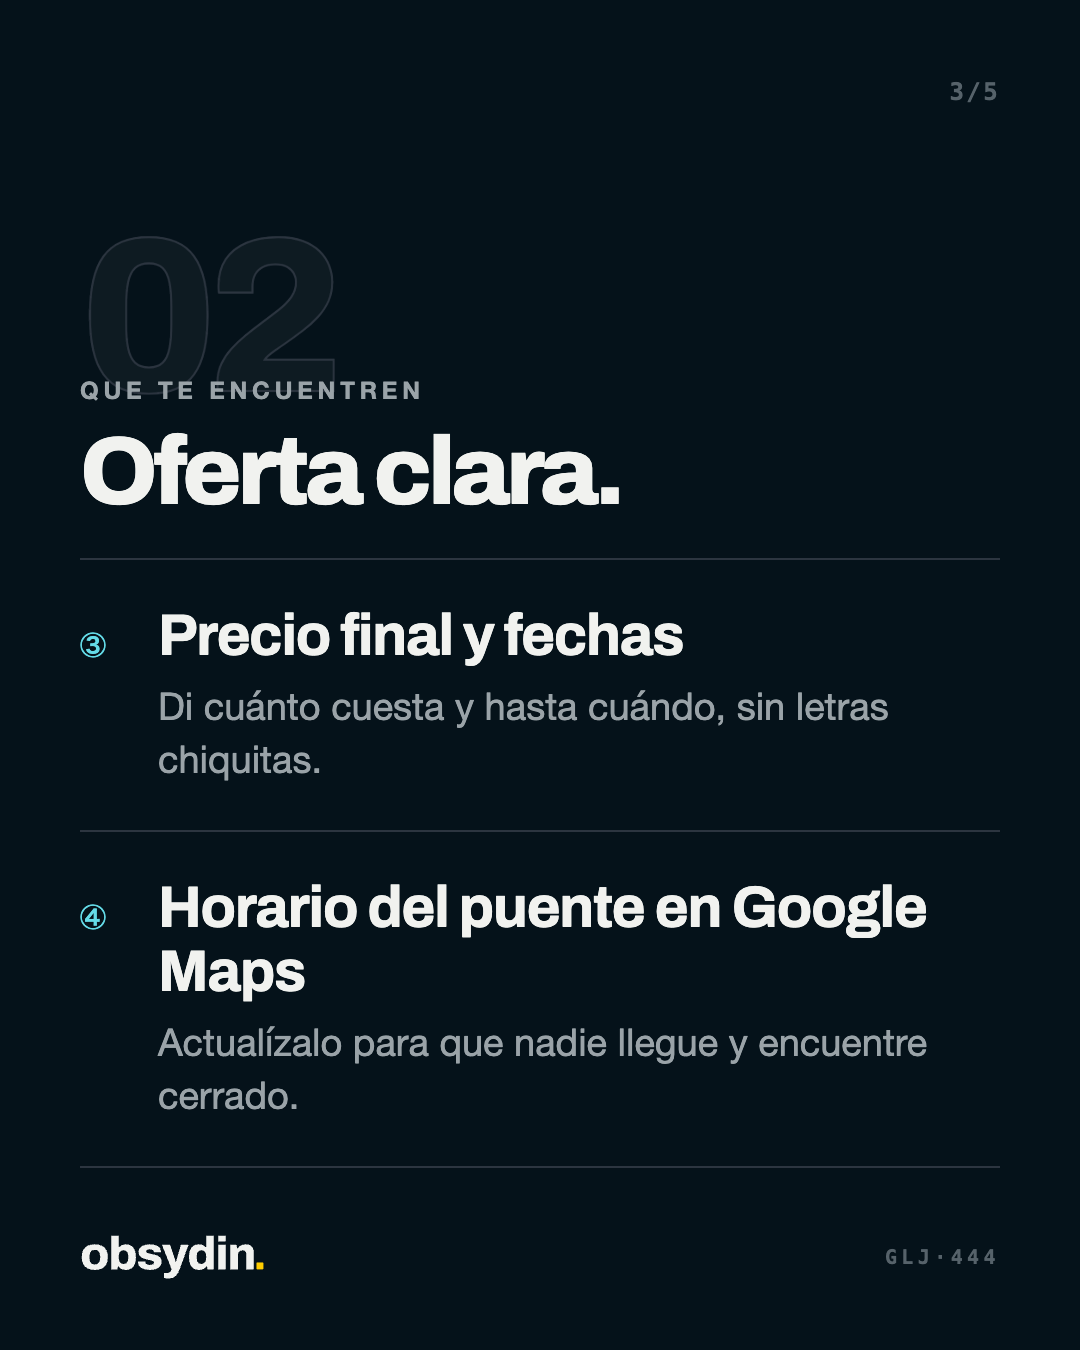 3/5
02
QUE TE ENCUENTREN
Oferta clara.
③ Precio final y fechas
Di cuánto cuesta y hasta cuándo, sin letras
chiquitas.
④ Horario del puente en Google
Maps
Actualízalo para que nadie llegue y encuentre
cerrado.
obsydin.
GLJ·444